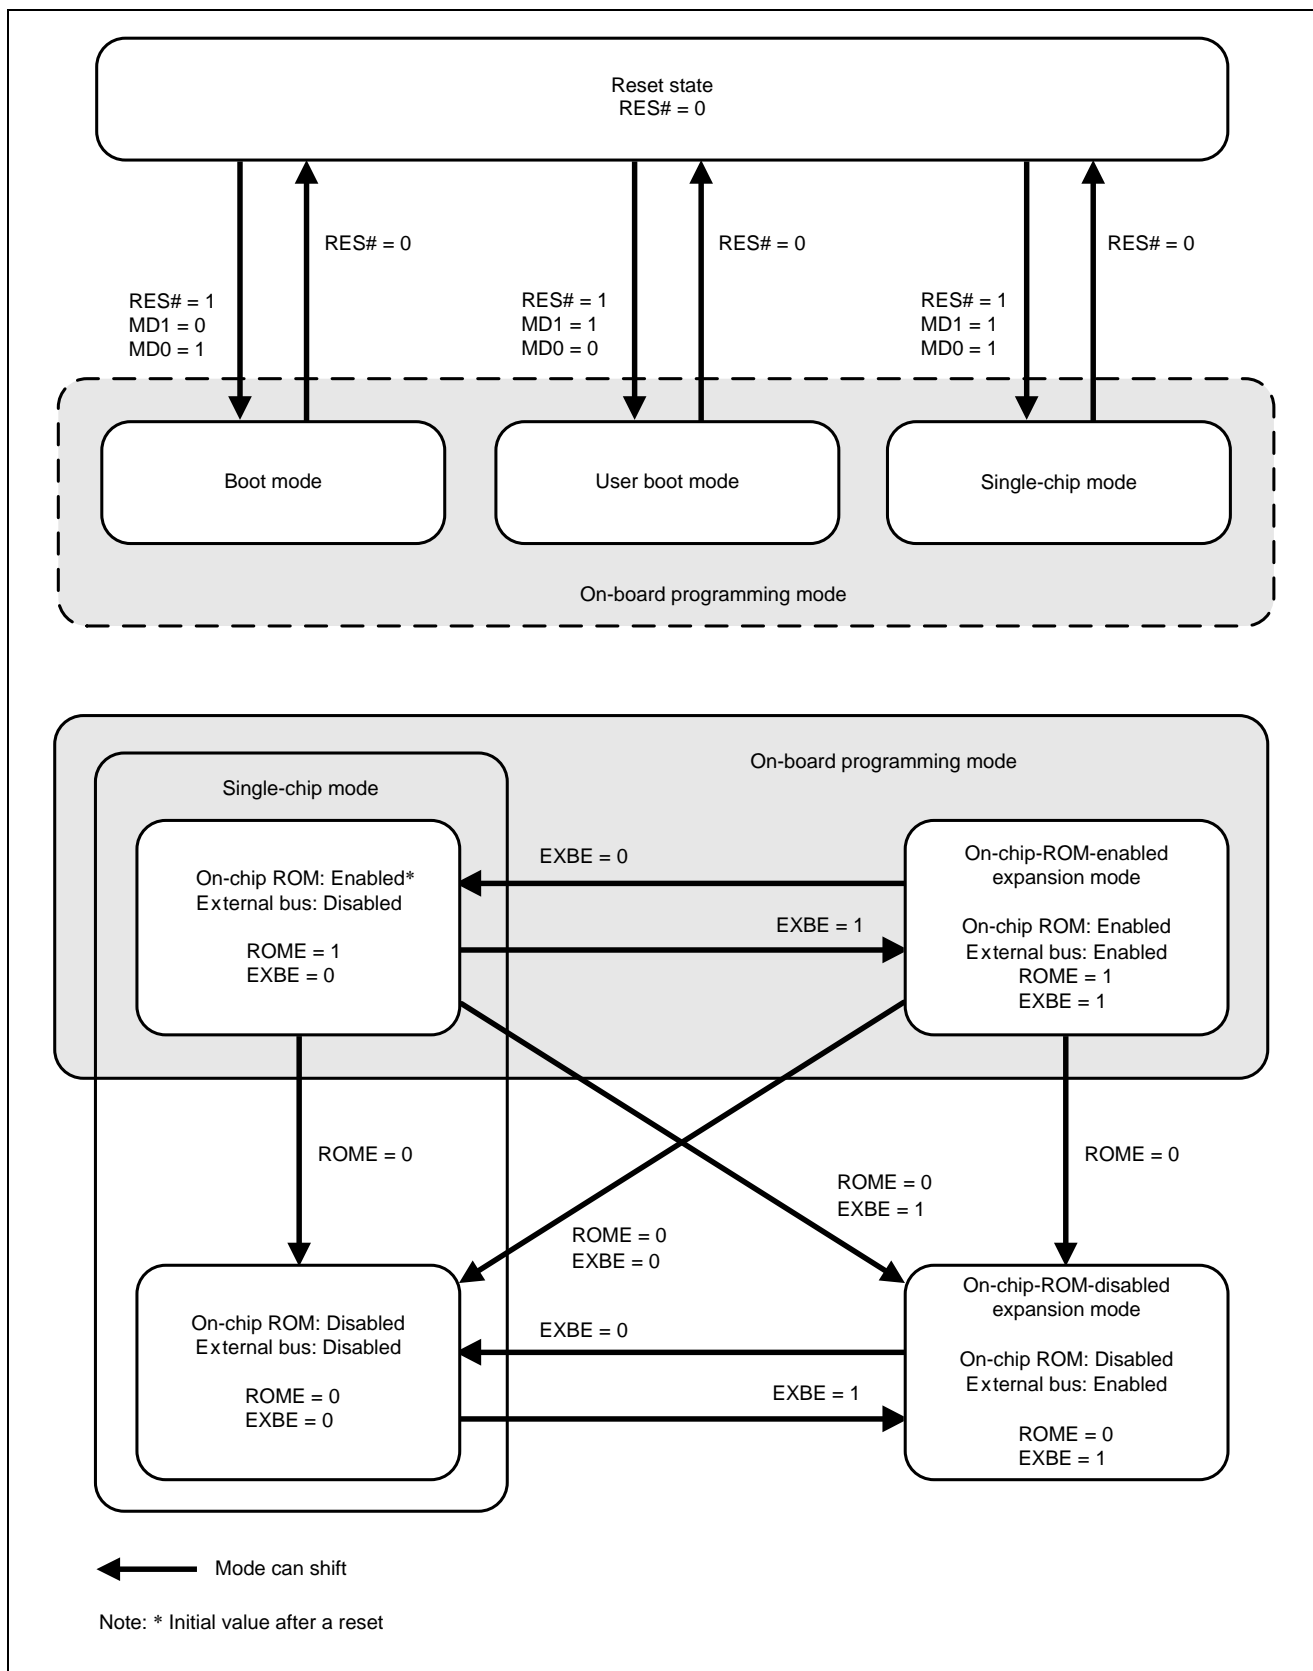 Reset state
RES# = 0
RES# = 0
RES# = 0
RES# = 0
RES# = 1
MD1 = 0
MD0 = 1
RES# = 1
MD1 = 1
MD0 = 0
RES# = 1
MD1 = 1
MD0 = 1
Boot mode
User boot mode
Single-chip mode
On-board programming mode
On-board programming mode
Single-chip mode
On-chip ROM: Enabled*
External bus: Disabled
ROME = 1
EXBE = 0
EXBE = 0
EXBE = 1
On-chip-ROM-enabled
expansion mode
On-chip ROM: Enabled
External bus: Enabled
ROME = 1
EXBE = 1
ROME = 0
ROME = 0
EXBE = 0
ROME = 0
EXBE = 1
ROME = 0
On-chip ROM: Disabled
External bus: Disabled
ROME = 0
EXBE = 0
EXBE = 0
EXBE = 1
On-chip-ROM-disabled
expansion mode
On-chip ROM: Disabled
External bus: Enabled
ROME = 0
EXBE = 1
Mode can shift
Note: * Initial value after a reset